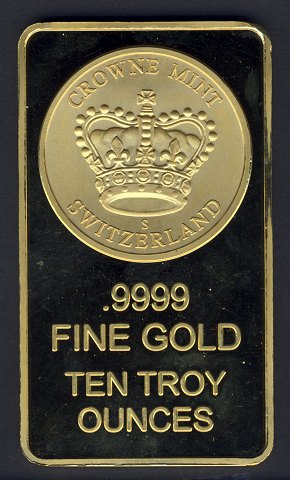 CROWNE MINT
S
SWITZERLAND
.9999
FINE GOLD
TEN TROY
OUNCES